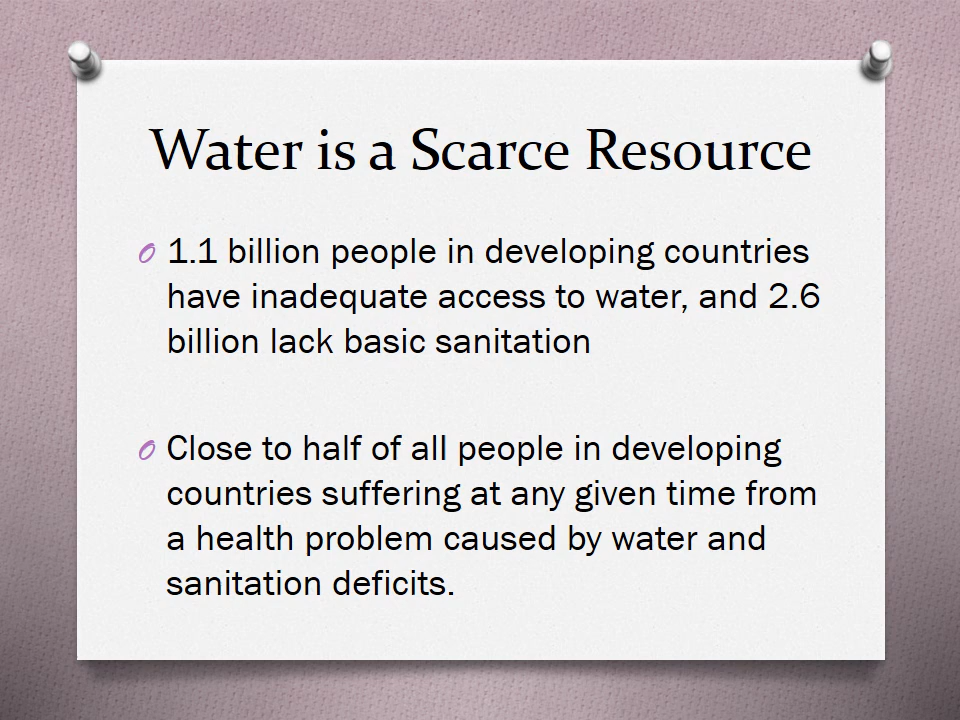 Water is a Scarce Resource
1.1 billion people in developing countries
have inadequate access to water, and 2.6
billion lack basic sanitation
Close to half of all people in developing
countries suffering at any given time from
a health problem caused by water and
sanitation deficits.